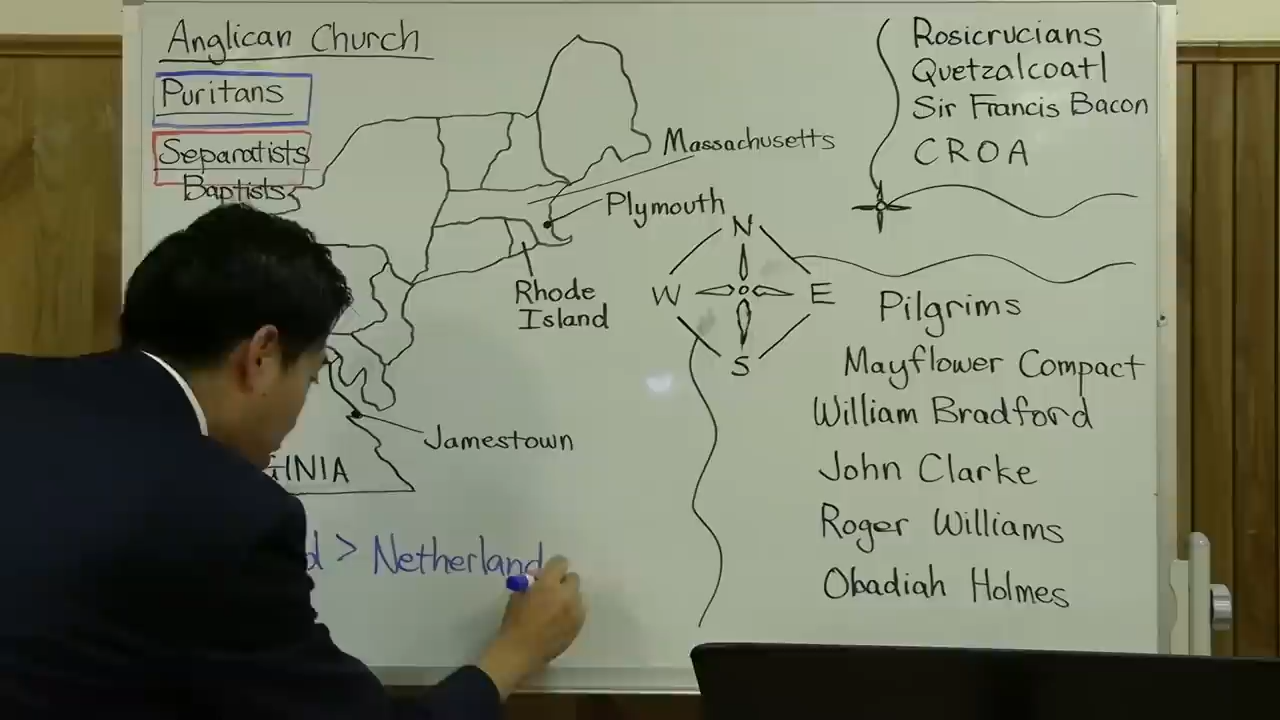 Anglican Church
Puritans
Separatists
Baptists
Massachusetts
Plymouth
Rhode
Island
Jamestown
N
W
E
S
Rosicrucians
Quetzalcoatl
Sir Francis Bacon
CROA
Pilgrims
Mayflower Compact
William Bradford
John Clarke
Roger Williams
Obadiah Holmes
> Netherland